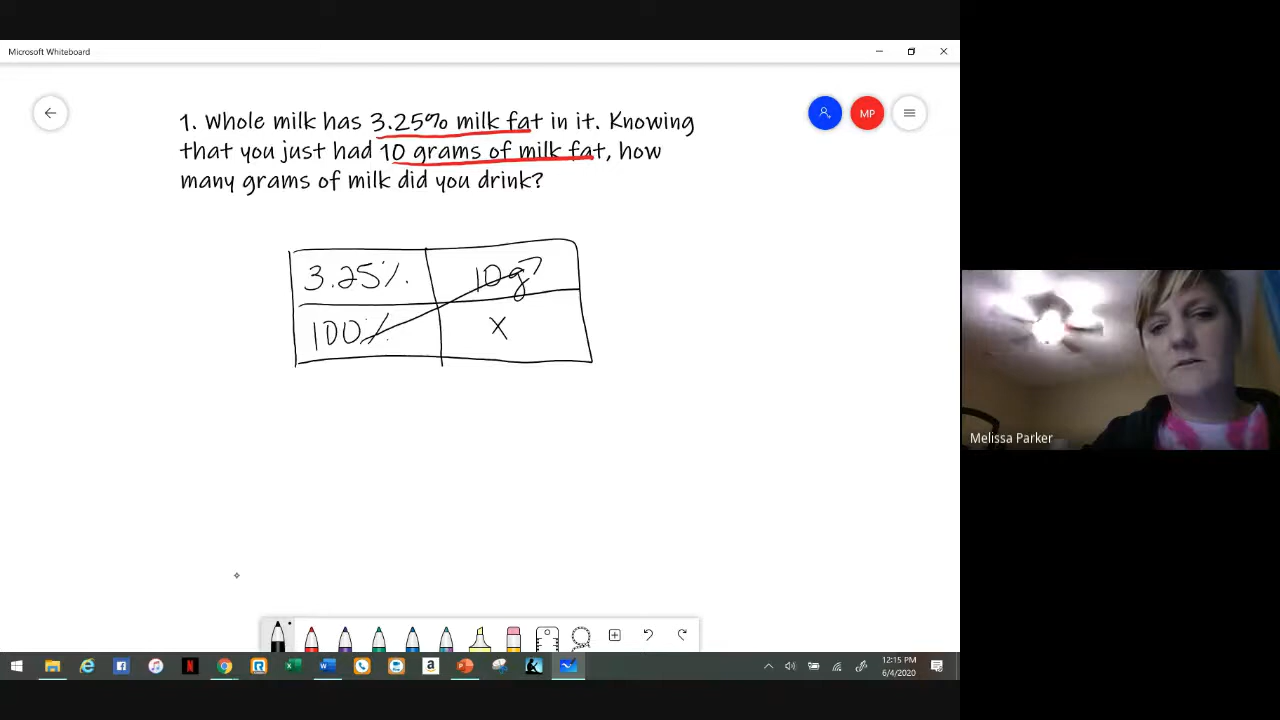 Microsoft Whiteboard
MP
1. Whole milk has 3.25% milk fat in it. Knowing
that you just had 10 grams of milk fat, how
many grams of milk did you drink?
3.25% 10g
100% X
Melissa Parker
12:15 PM
6/4/2020